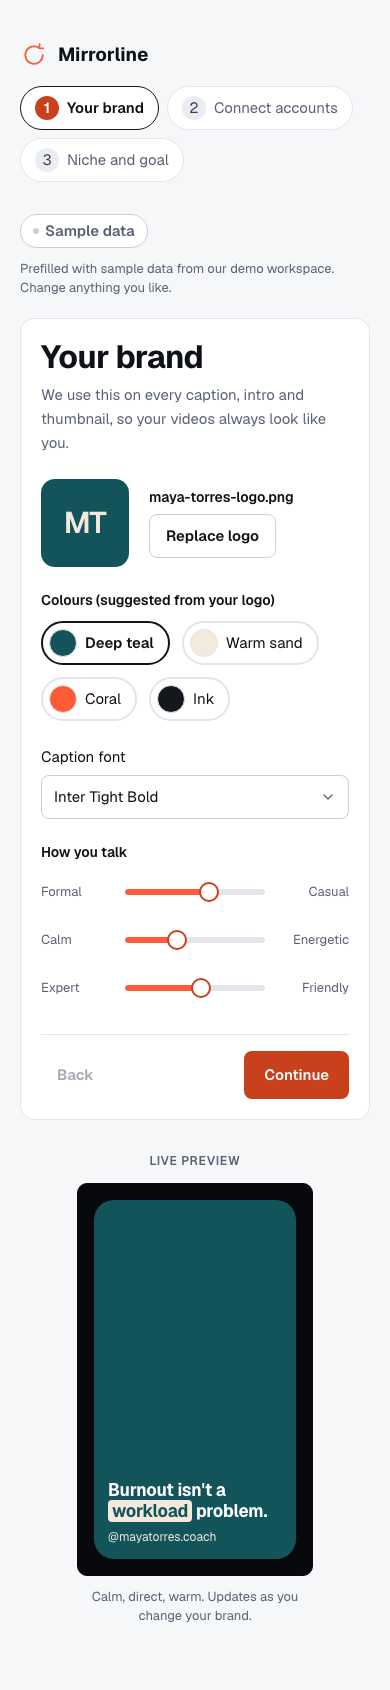 Mirrorline
1 Your brand
2 Connect accounts
3 Niche and goal
Sample data
Prefilled with sample data from our demo workspace.
Change anything you like.
Your brand
We use this on every caption, intro and
thumbnail, so your videos always look like
you.
MT
maya-torres-logo.png
Replace logo
Colours (suggested from your logo)
Deep teal
Warm sand
Coral
Ink
Caption font
Inter Tight Bold
How you talk
Formal
Casual
Calm
Energetic
Expert
Friendly
Back
Continue
LIVE PREVIEW
Burnout isn't a
workload problem.
@mayatorres.coach
Calm, direct, warm. Updates as you
change your brand.